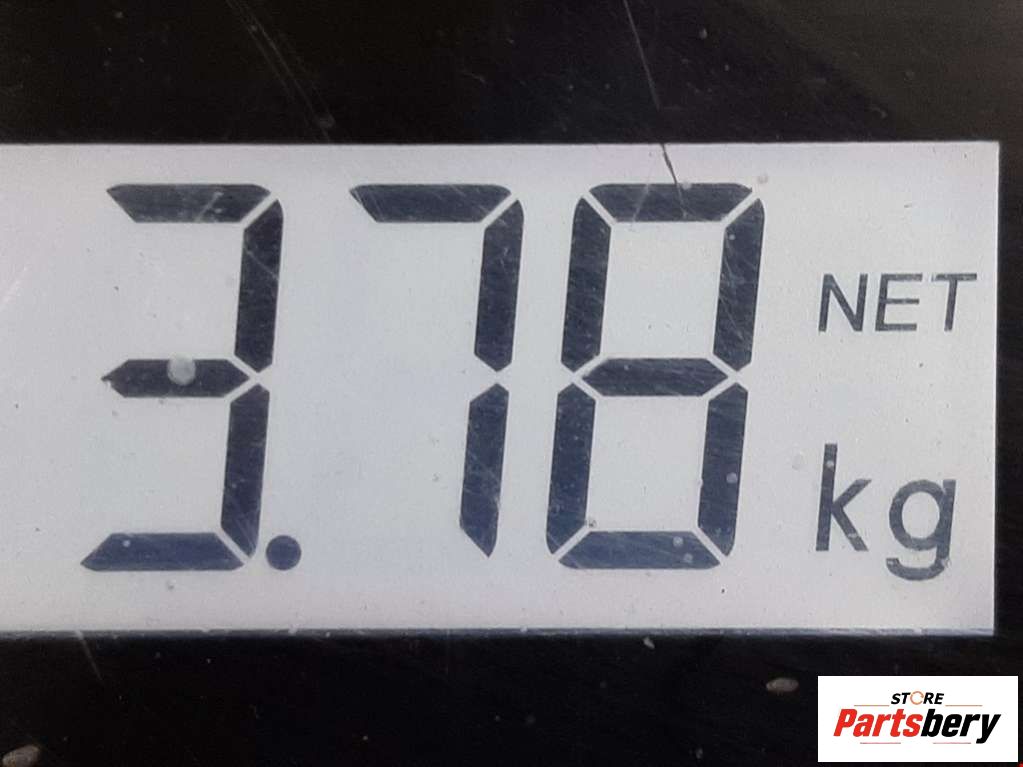 3.78
NET
kg
STORE
Partsbery